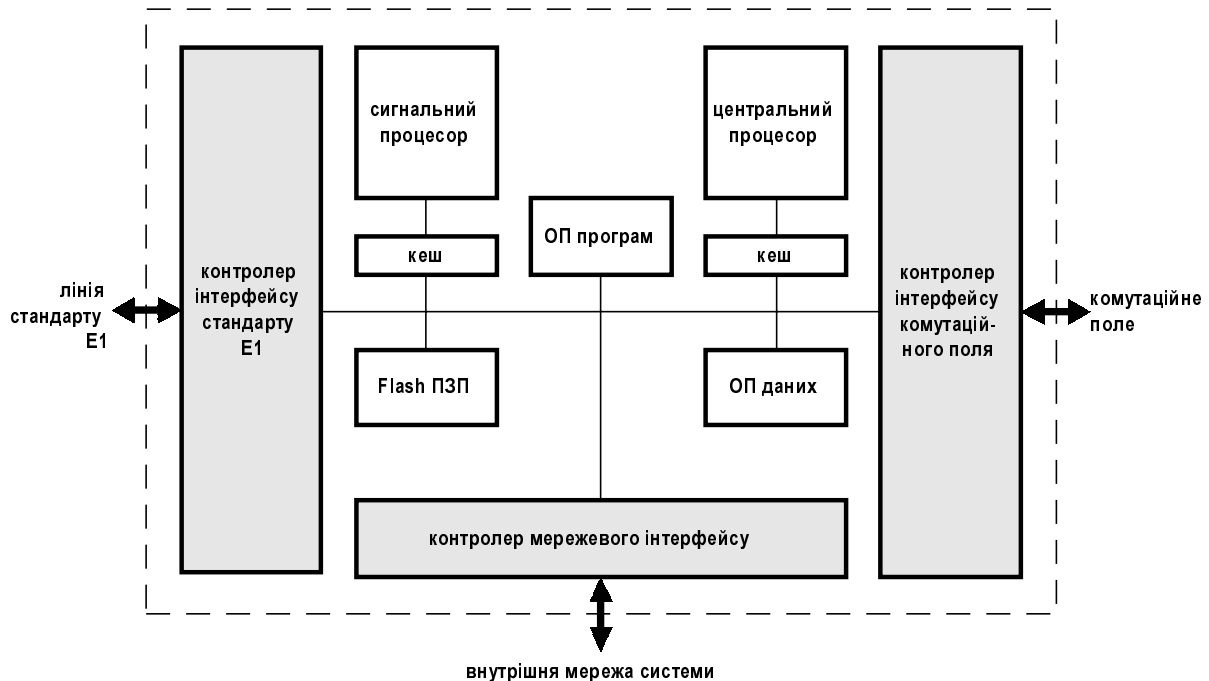 сигнальний
процесор
центральний
процесор
ОП програм
кеш
кеш
контролер
інтерфейсу
стандарту
E1
контролер
інтерфейсу
комутацій-
ного поля
лінія
стандарту
E1
комутаційне
поле
Flash ПЗП
ОП даних
контролер мережевого інтерфейсу
внутрішня мережа системи